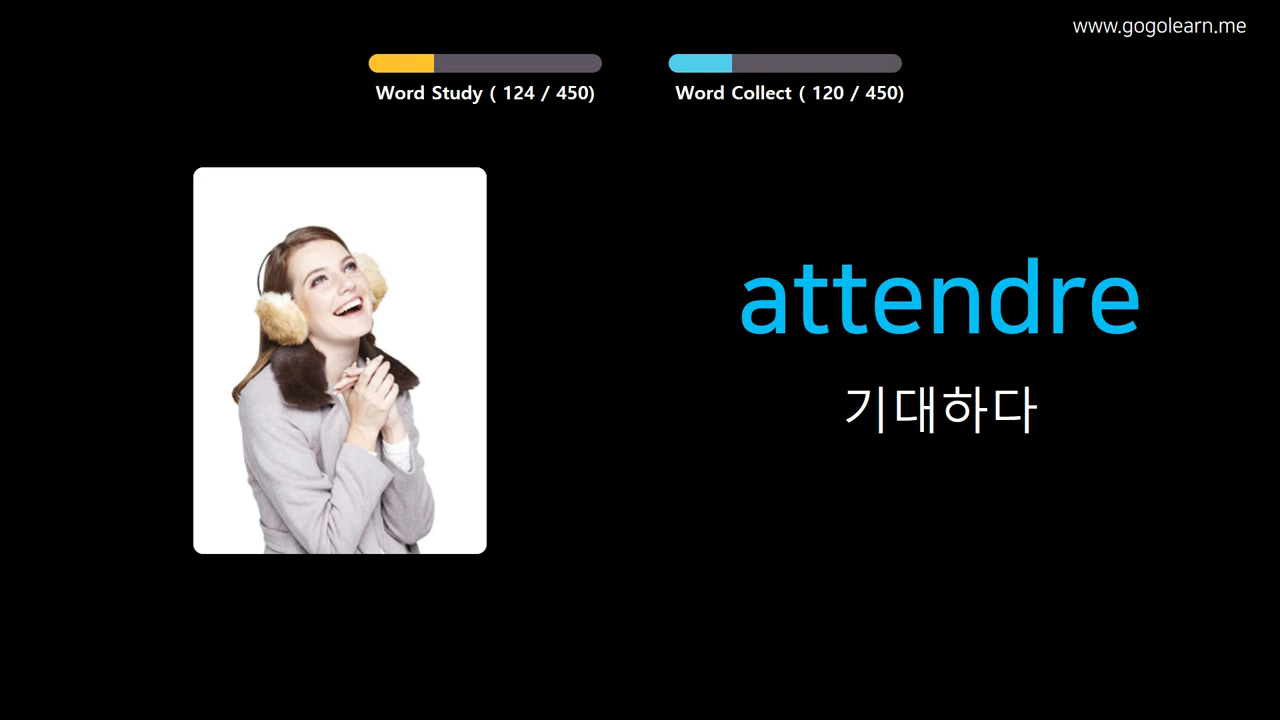 www.gogolearn.me
Word Study ( 124 / 450)
Word Collect ( 120 / 450)
attendre
기대하다